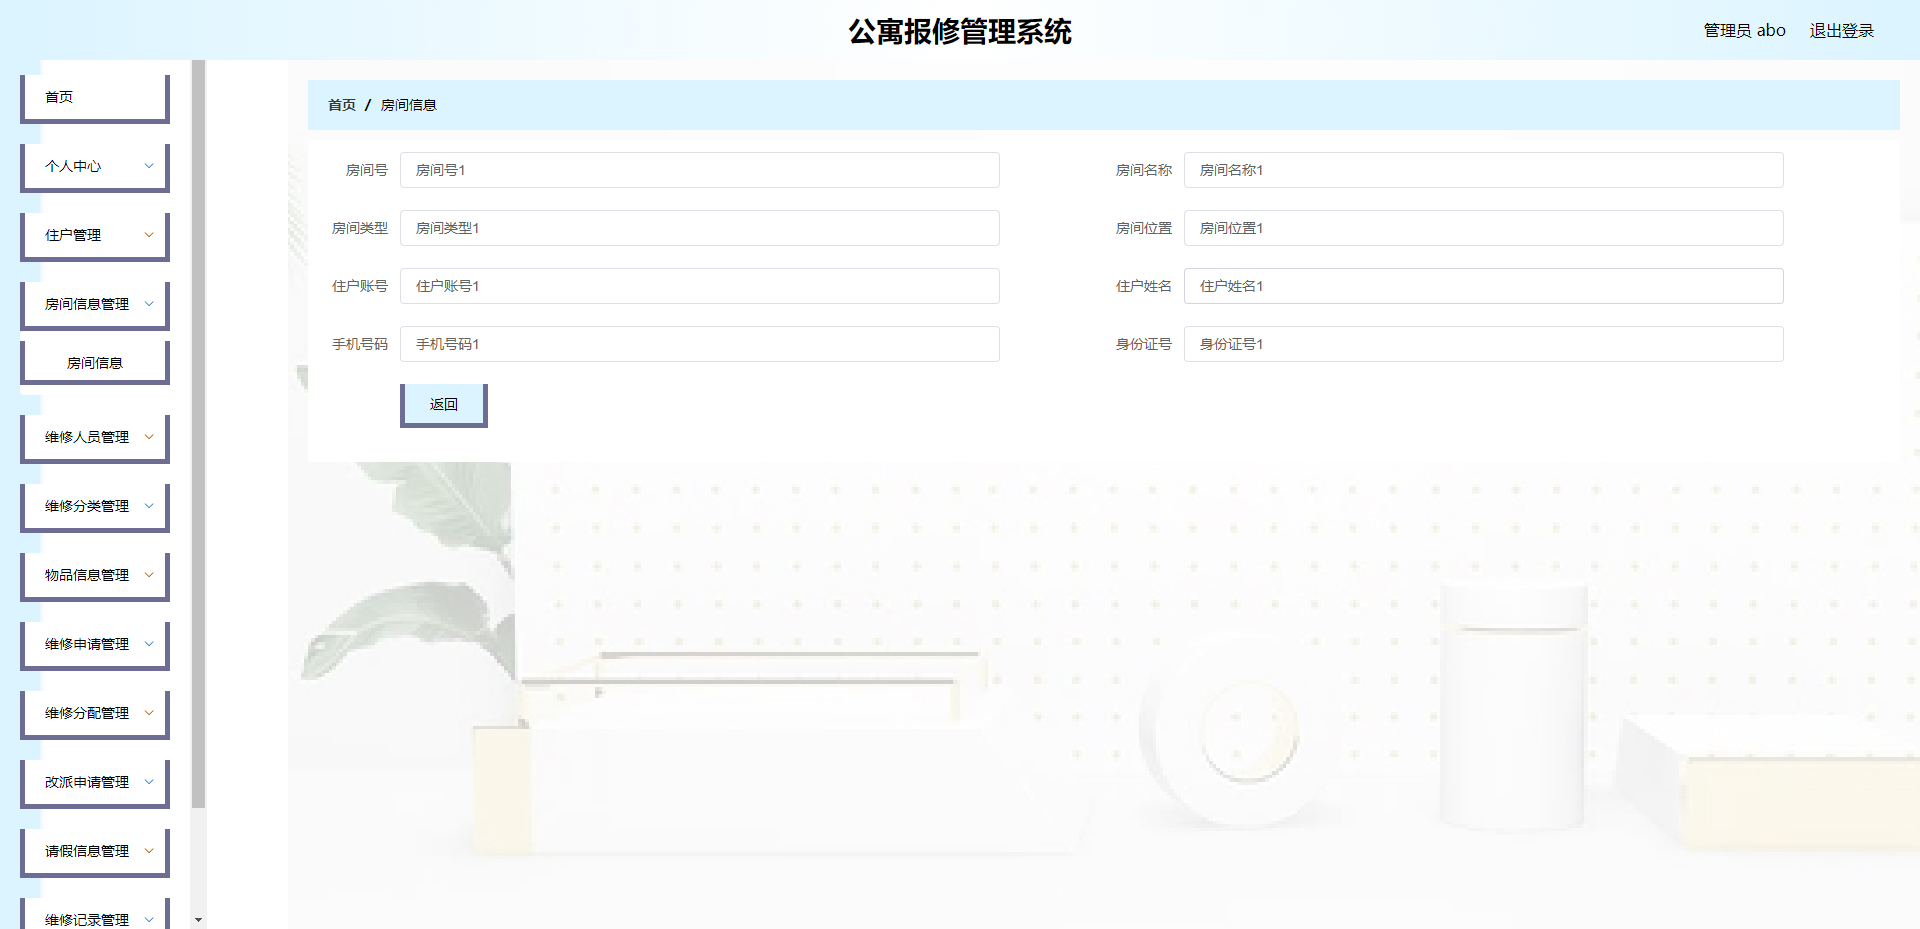 公寓报修管理系统
管理员 abo 退出登录
首页
个人中心
住户管理
房间信息管理
房间信息
维修人员管理
维修分类管理
物品信息管理
维修申请管理
维修分配管理
改派申请管理
请假信息管理
维修记录管理
首页 / 房间信息
房间号 房间号1 房间名称 房间名称1
房间类型 房间类型1 房间位置 房间位置1
住户账号 住户账号1 住户姓名 住户姓名1
手机号码 手机号码1 身份证号 身份证号1
返回